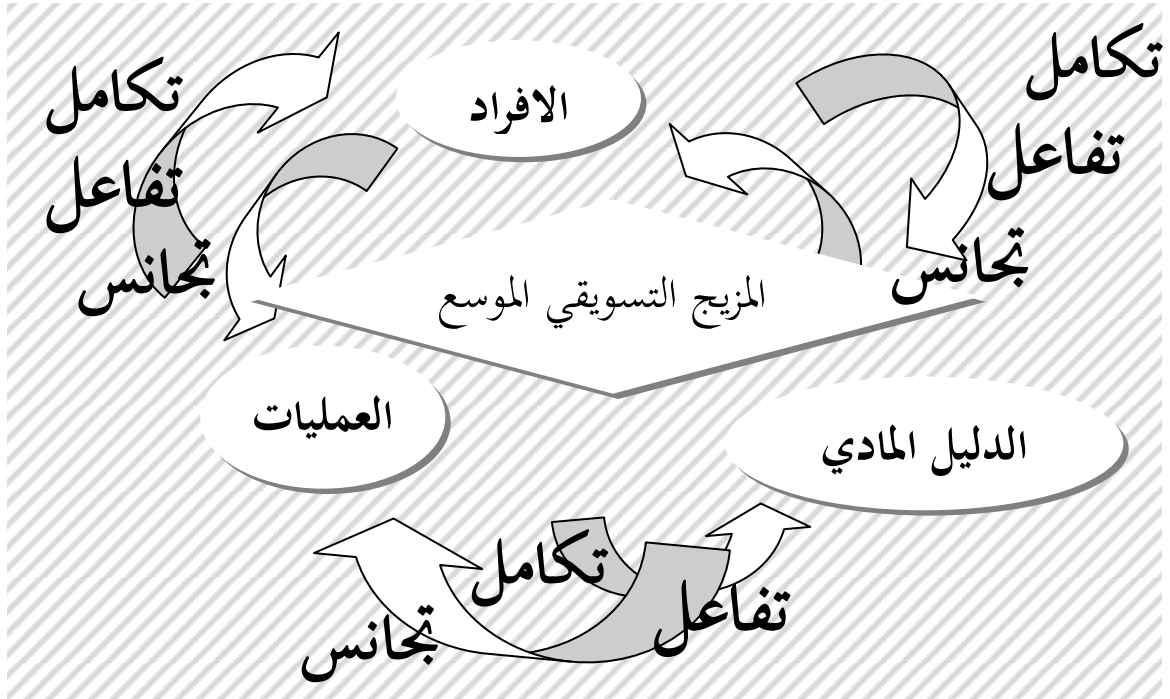 تكامل
تفاعل
تجانس
الافراد
تكامل
تفاعل
تجانس
المزيج التسويقي الموسع
الدليل المادي
العمليات
تكامل
تفاعل
تجانس